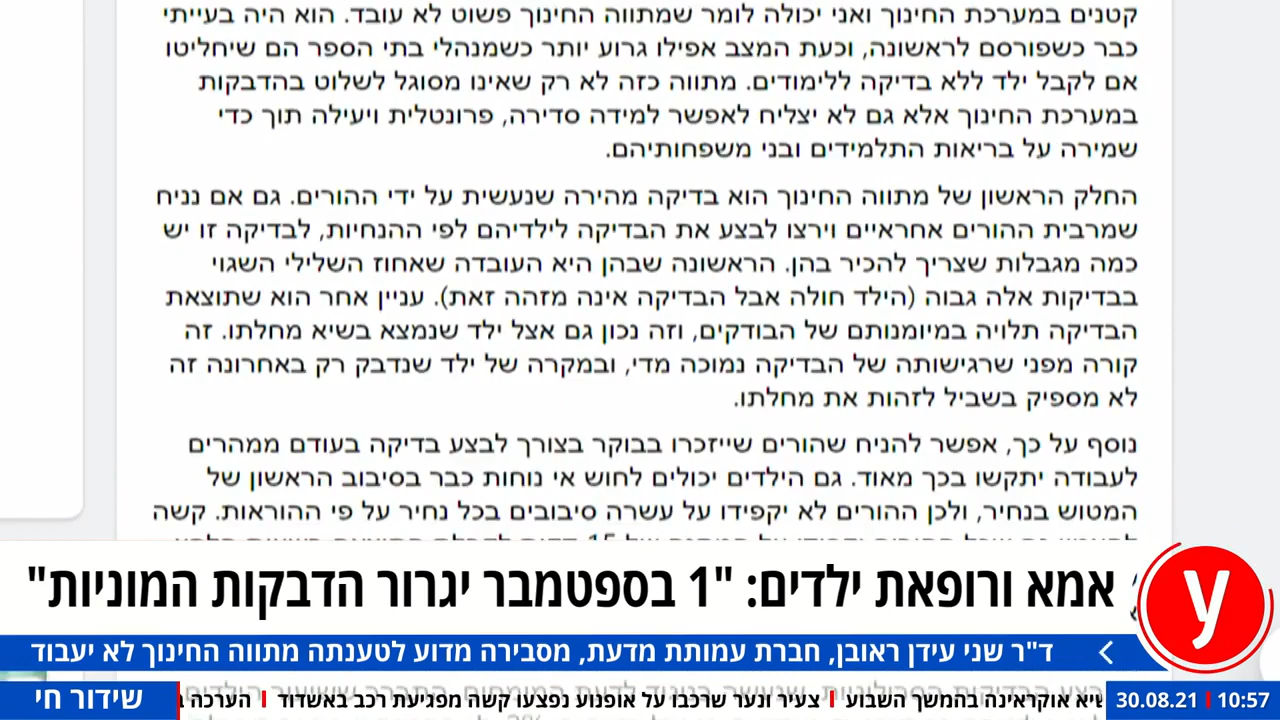 קטנים במערכת החינוך ואני יכולה לומר שמתווה החינוך פשוט לא עובד. הוא היה בעייתי
כבר כשפורסם לראשונה, וכעת המצב אפילו גרוע יותר כשמנהלי בתי הספר הם שיחליטו
אם לקבל ילד ללא בדיקה ללימודים. מתווה כזה לא רק שאינו מסוגל לשלוט בהדבקות
במערכת החינוך אלא גם לא יצליח לאפשר למידה סדירה, פרונטלית ויעילה תוך כדי
שמירה על בריאות התלמידים ובני משפחותיהם.
החלק הראשון של מתווה החינוך הוא בדיקה מהירה שנעשית על ידי ההורים. גם אם נניח
שמרבית ההורים אחראיים וירצו לבצע את הבדיקה לילדיהם לפי ההנחיות, לבדיקה זו יש
כמה מגבלות שצריך להכיר בהן. הראשונה שבהן היא העובדה שאחוז השלילי השגוי
בבדיקות אלה גבוה (הילד חולה אבל הבדיקה אינה מזהה זאת). עניין אחר הוא שתוצאת
הבדיקה תלויה במיומנותם של הבודקים, וזה נכון גם אצל ילד שנמצא בשיא מחלתו. זה
קורה מפני שרגישותה של הבדיקה נמוכה מדי, ובמקרה של ילד שנדבק רק באחרונה זה
לא מספיק בשביל לזהות את מחלתו.
נוסף על כך, אפשר להניח שהורים שייזכרו בבוקר בצורך לבצע בדיקה בעודם ממהרים
לעבודה יתקשו בכך מאוד. גם הילדים יכולים לחוש אי נוחות כבר בסיבוב הראשון של
המטוש בנחיר, ולכן ההורים לא יקפידו על עשרה סיבובים בכל נחיר על פי ההוראות. קשה
אמא ורופאת ילדים: "1 בספטמבר יגרור הדבקות המוניות"
y
ד"ר שני עידן ראובן, חברת עמותת מדעת, מסבירה מדוע לטענתה מתווה החינוך לא יעבוד
10:57 | 30.08.21
שיא אוקראינה בהמשך השבוע | צעיר ונער שרכבו על אופנוע נפצעו קשה מפגיעת רכב באשדוד | הערכה
שידור חי